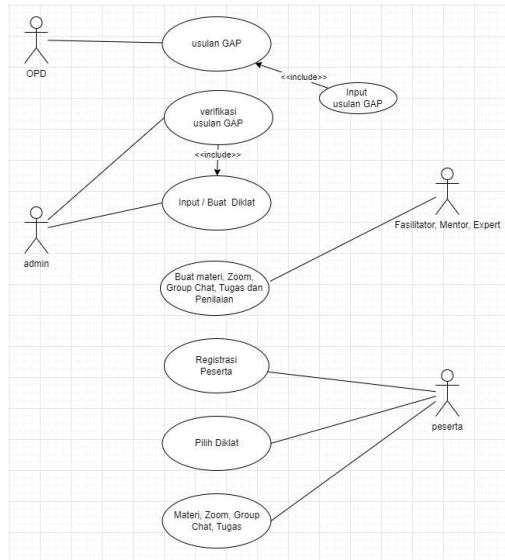 usulan GAP
OPD
<<include>>
Input
usulan GAP
verifikasi
usulan GAP
<<include>>
Input / Buat Diklat
admin
Fasilitator, Mentor, Expert
Buat materi, Zoom,
Group Chat, Tugas dan
Penilaian
Registrasi
Peserta
peserta
Pilih Diklat
Materi, Zoom, Group
Chat, Tugas